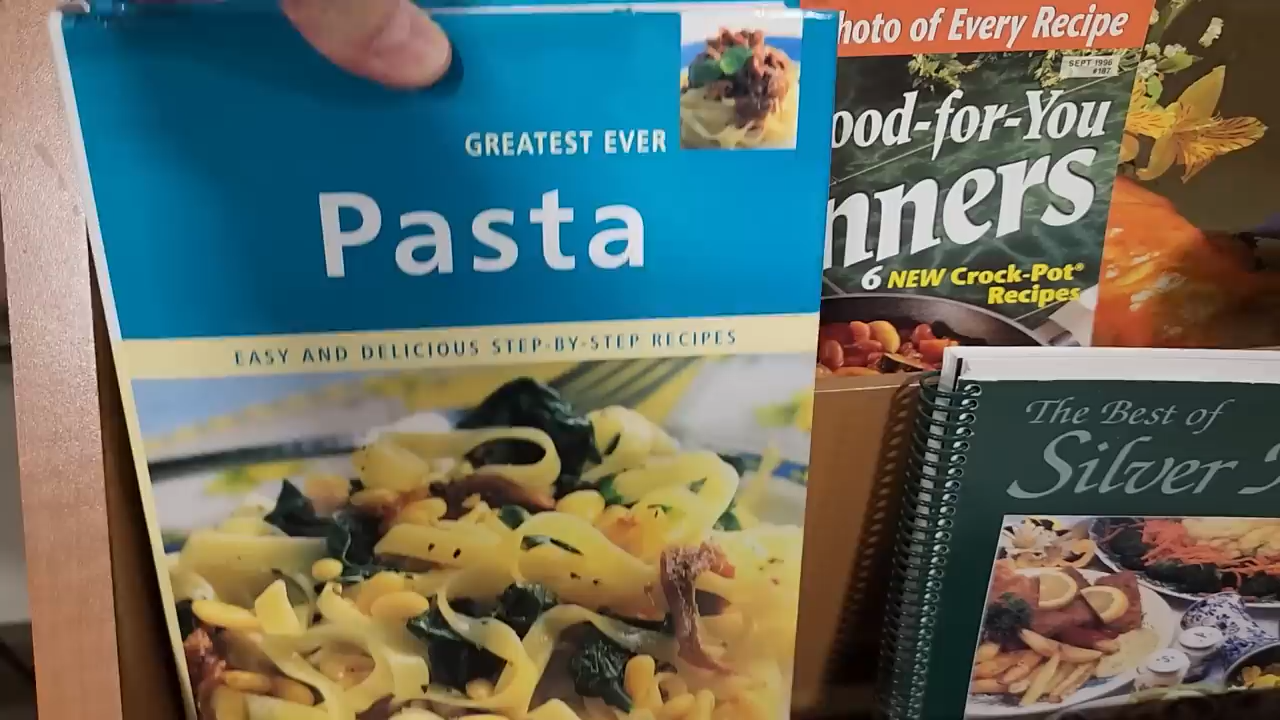 GREATEST EVER
Pasta
EASY AND DELICIOUS STEP-BY-STEP RECIPES
hoto of Every Recipe
SEPT 1996
#187
ood-for-You
nners
6 NEW Crock-Pot®
Recipes
The Best of
Silver